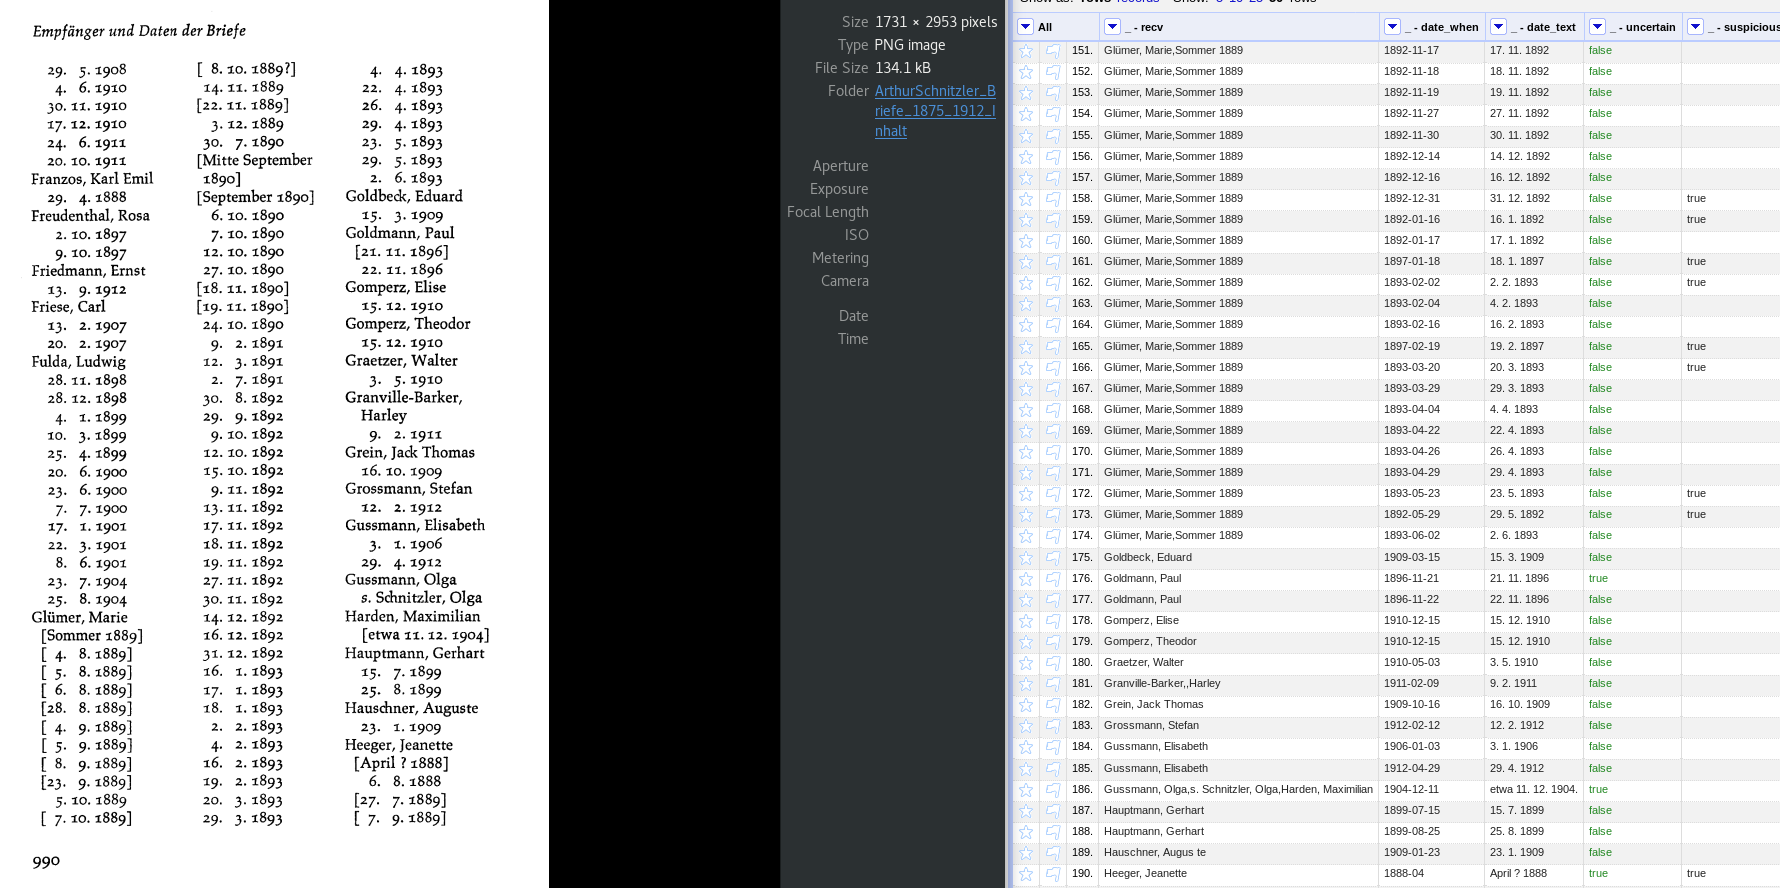 Empfänger und Daten der Briefe
29. 5. 1908
4. 6. 1910
30. 11. 1910
17. 12. 1910
24. 6. 1911
20. 10. 1911
Franzos, Karl Emil
29. 4. 1888
Freudenthal, Rosa
2. 10. 1897
9. 10. 1897
Friedmann, Ernst
13. 9. 1912
Friese, Carl
13. 2. 1907
20. 2. 1907
Fulda, Ludwig
28. 11. 1898
28. 12. 1898
4. 1. 1899
10. 3. 1899
25. 4. 1899
20. 6. 1900
23. 6. 1900
7. 7. 1900
17. 1. 1901
22. 3. 1901
8. 6. 1901
23. 7. 1904
25. 8. 1904
Glümer, Marie
[Sommer 1889]
[ 4. 8. 1889]
[ 5. 8. 1889]
[ 6. 8. 1889]
[28. 8. 1889]
[ 4. 9. 1889]
[ 5. 9. 1889]
[ 8. 9. 1889]
[23. 9. 1889]
5. 10. 1889
[ 7. 10. 1889]
[ 8. 10. 1889?]
14. 11. 1889
[22. 11. 1889]
3. 12. 1889
30. 7. 1890
[Mitte September
1890]
[September 1890]
6. 10. 1890
7. 10. 1890
12. 10. 1890
27. 10. 1890
[18. 11. 1890]
[19. 11. 1890]
24. 10. 1890
9. 2. 1891
12. 3. 1891
2. 7. 1891
30. 8. 1892
29. 9. 1892
9. 10. 1892
12. 10. 1892
15. 10. 1892
9. 11. 1892
13. 11. 1892
17. 11. 1892
18. 11. 1892
19. 11. 1892
27. 11. 1892
30. 11. 1892
14. 12. 1892
16. 12. 1892
31. 12. 1892
16. 1. 1893
17. 1. 1893
18. 1. 1893
2. 2. 1893
4. 2. 1893
16. 2. 1893
19. 2. 1893
20. 3. 1893
29. 3. 1893
4. 4. 1893
22. 4. 1893
26. 4. 1893
29. 4. 1893
23. 5. 1893
29. 5. 1893
2. 6. 1893
Goldbeck, Eduard
15. 3. 1909
Goldmann, Paul
[21. 11. 1896]
22. 11. 1896
Gomperz, Elise
15. 12. 1910
Gomperz, Theodor
15. 12. 1910
Graetzer, Walter
3. 5. 1910
Granville-Barker,
Harley
9. 2. 1911
Grein, Jack Thomas
16. 10. 1909
Grossmann, Stefan
12. 2. 1912
Gussmann, Elisabeth
3. 1. 1906
29. 4. 1912
Gussmann, Olga
s. Schnitzler, Olga
Harden, Maximilian
[etwa 11. 12. 1904]
Hauptmann, Gerhart
15. 7. 1899
25. 8. 1899
Hauschner, Auguste
23. 1. 1909
Heeger, Jeanette
[April ? 1888]
6. 8. 1888
[27. 7. 1889]
[ 7. 9. 1889]
990
Size 1731 × 2953 pixels
Type PNG image
File Size 134.1 kB
Folder ArthurSchnitzler_B
riefe_1875_1912_I
nhalt
Aperture
Exposure
Focal Length
ISO
Metering
Camera
Date
Time
All _ - recv _ - date_when _ - date_text _ - uncertain _ - suspicious
151. Glümer, Marie,Sommer 1889 1892-11-17 17. 11. 1892 false
152. Glümer, Marie,Sommer 1889 1892-11-18 18. 11. 1892 false
153. Glümer, Marie,Sommer 1889 1892-11-19 19. 11. 1892 false
154. Glümer, Marie,Sommer 1889 1892-11-27 27. 11. 1892 false
155. Glümer, Marie,Sommer 1889 1892-11-30 30. 11. 1892 false
156. Glümer, Marie,Sommer 1889 1892-12-14 14. 12. 1892 false
157. Glümer, Marie,Sommer 1889 1892-12-16 16. 12. 1892 false
158. Glümer, Marie,Sommer 1889 1892-12-31 31. 12. 1892 false true
159. Glümer, Marie,Sommer 1889 1892-01-16 16. 1. 1892 false true
160. Glümer, Marie,Sommer 1889 1892-01-17 17. 1. 1892 false
161. Glümer, Marie,Sommer 1889 1897-01-18 18. 1. 1897 false true
162. Glümer, Marie,Sommer 1889 1893-02-02 2. 2. 1893 false true
163. Glümer, Marie,Sommer 1889 1893-02-04 4. 2. 1893 false
164. Glümer, Marie,Sommer 1889 1893-02-16 16. 2. 1893 false
165. Glümer, Marie,Sommer 1889 1897-02-19 19. 2. 1897 false true
166. Glümer, Marie,Sommer 1889 1893-03-20 20. 3. 1893 false true
167. Glümer, Marie,Sommer 1889 1893-03-29 29. 3. 1893 false
168. Glümer, Marie,Sommer 1889 1893-04-04 4. 4. 1893 false
169. Glümer, Marie,Sommer 1889 1893-04-22 22. 4. 1893 false
170. Glümer, Marie,Sommer 1889 1893-04-26 26. 4. 1893 false
171. Glümer, Marie,Sommer 1889 1893-04-29 29. 4. 1893 false
172. Glümer, Marie,Sommer 1889 1893-05-23 23. 5. 1893 false true
173. Glümer, Marie,Sommer 1889 1892-05-29 29. 5. 1892 false true
174. Glümer, Marie,Sommer 1889 1893-06-02 2. 6. 1893 false
175. Goldbeck, Eduard 1909-03-15 15. 3. 1909 false
176. Goldmann, Paul 1896-11-21 21. 11. 1896 true
177. Goldmann, Paul 1896-11-22 22. 11. 1896 false
178. Gomperz, Elise 1910-12-15 15. 12. 1910 false
179. Gomperz, Theodor 1910-12-15 15. 12. 1910 false
180. Graetzer, Walter 1910-05-03 3. 5. 1910 false
181. Granville-Barker,,Harley 1911-02-09 9. 2. 1911 false
182. Grein, Jack Thomas 1909-10-16 16. 10. 1909 false
183. Grossmann, Stefan 1912-02-12 12. 2. 1912 false
184. Gussmann, Elisabeth 1906-01-03 3. 1. 1906 false
185. Gussmann, Elisabeth 1912-04-29 29. 4. 1912 false
186. Gussmann, Olga,s. Schnitzler, Olga,Harden, Maximilian 1904-12-11 etwa 11. 12. 1904. true
187. Hauptmann, Gerhart 1899-07-15 15. 7. 1899 false
188. Hauptmann, Gerhart 1899-08-25 25. 8. 1899 false
189. Hauschner, Augus te 1909-01-23 23. 1. 1909 false
190. Heeger, Jeanette 1888-04 April ? 1888 true true